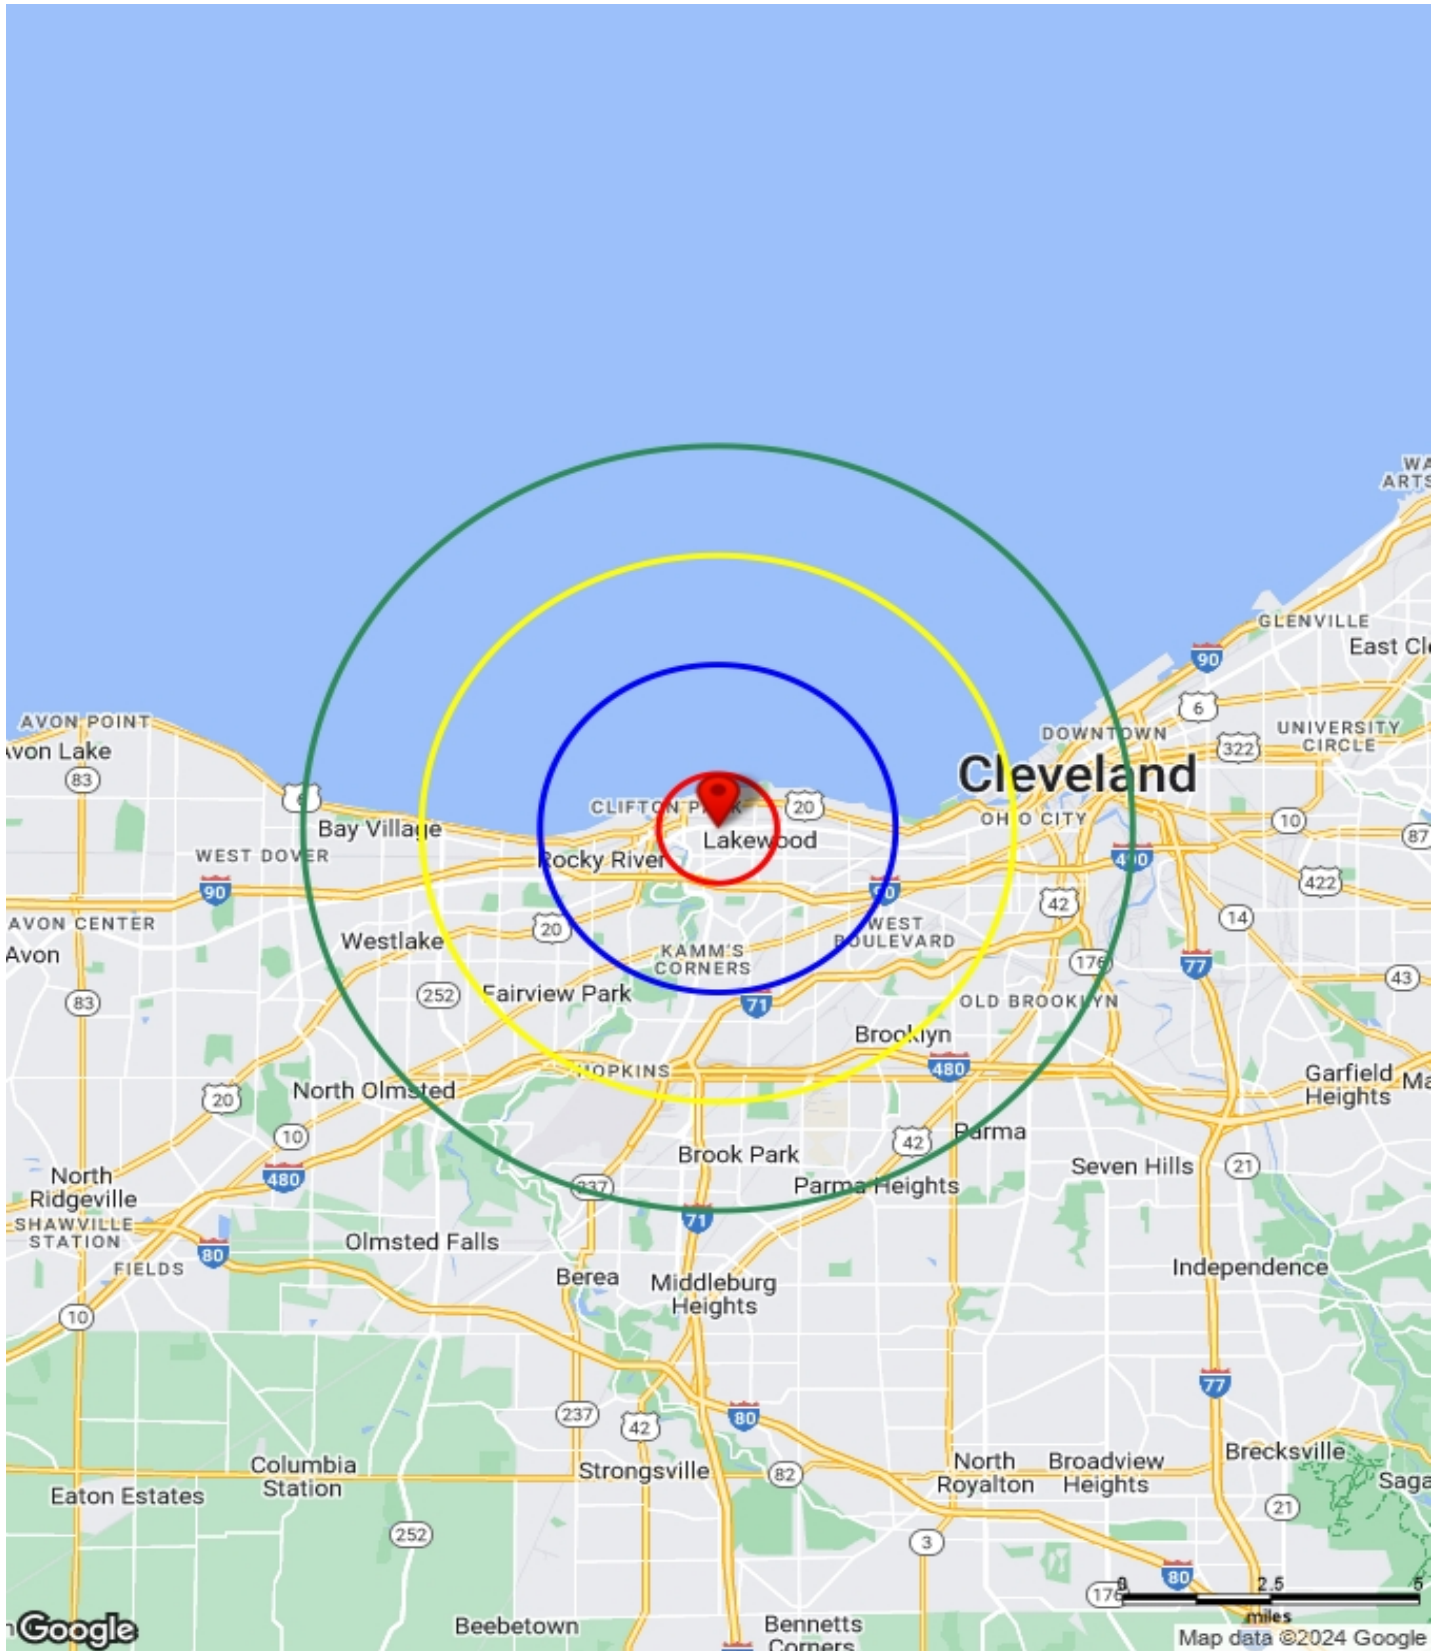 WA
ARTS
GLENVILLE
East Cle
90
6
AVON POINT
Avon Lake
DOWNTOWN
UNIVERSITY
CIRCLE
322
83
Cleveland
6
CLIFTON PARK
20
Bay Village
OHIO CITY
10
87
Lakewood
WEST DOVER
Rocky River
490
90
90
422
42
14
AVON CENTER
20
WEST
BOULEVARD
Westlake
Avon
KAMM'S
CORNERS
176
77
43
83
252
Fairview Park
71
OLD BROOKLYN
Brooklyn
HOPKINS
480
Garfield
Heights
Ma
North Olmsted
20
10
42
Parma
Brook Park
Seven Hills
21
North
Ridgeville
480
237
Parma Heights
71
SHAWVILLE
STATION
Olmsted Falls
80
FIELDS
Berea
Middleburg
Heights
Independence
10
77
237
42
80
Brecksville
Columbia
Station
Strongsville
82
North
Royalton
Broadview
Heights
Saga
Eaton Estates
21
252
3
80
176
0
2.5
5
miles
Google
Beebetown
Bennetts
Corners
Map data ©2024 Google